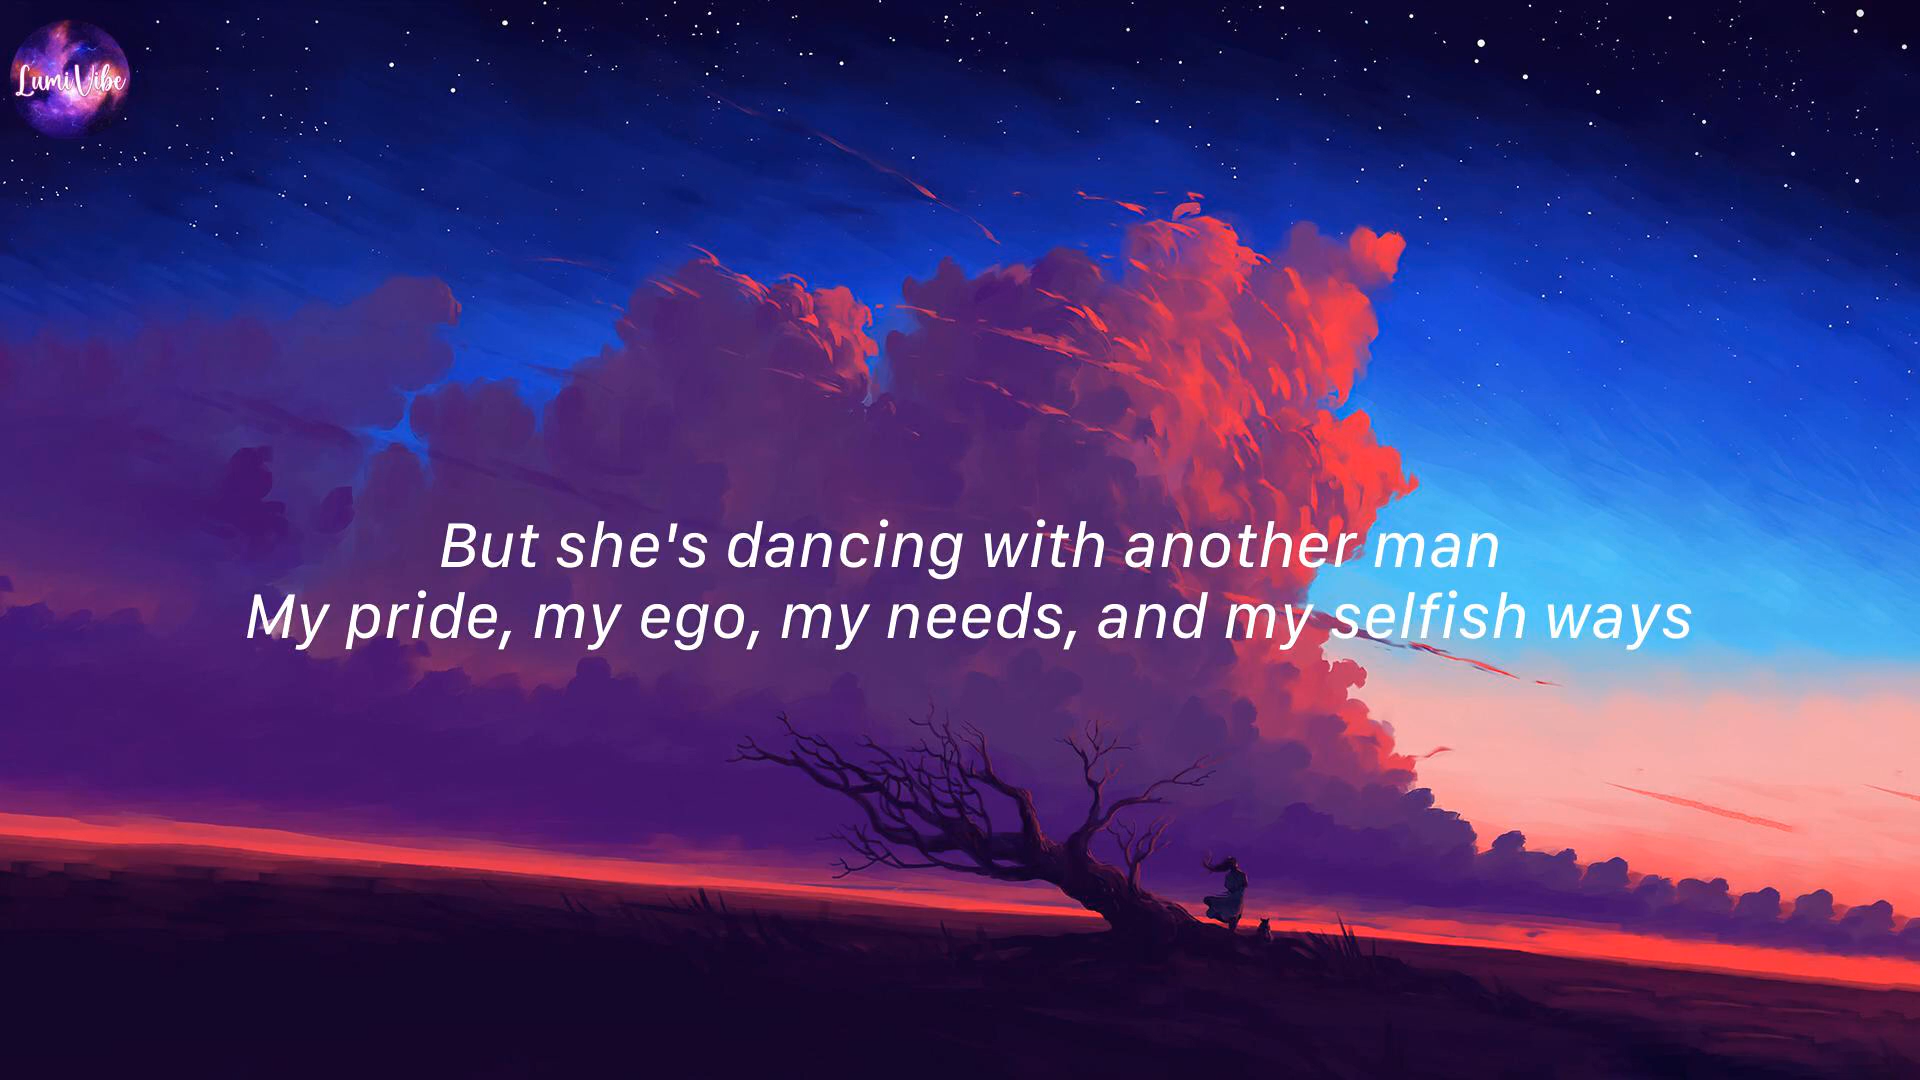 LumiVibe
But she's dancing with another man
My pride, my ego, my needs, and my selfish ways